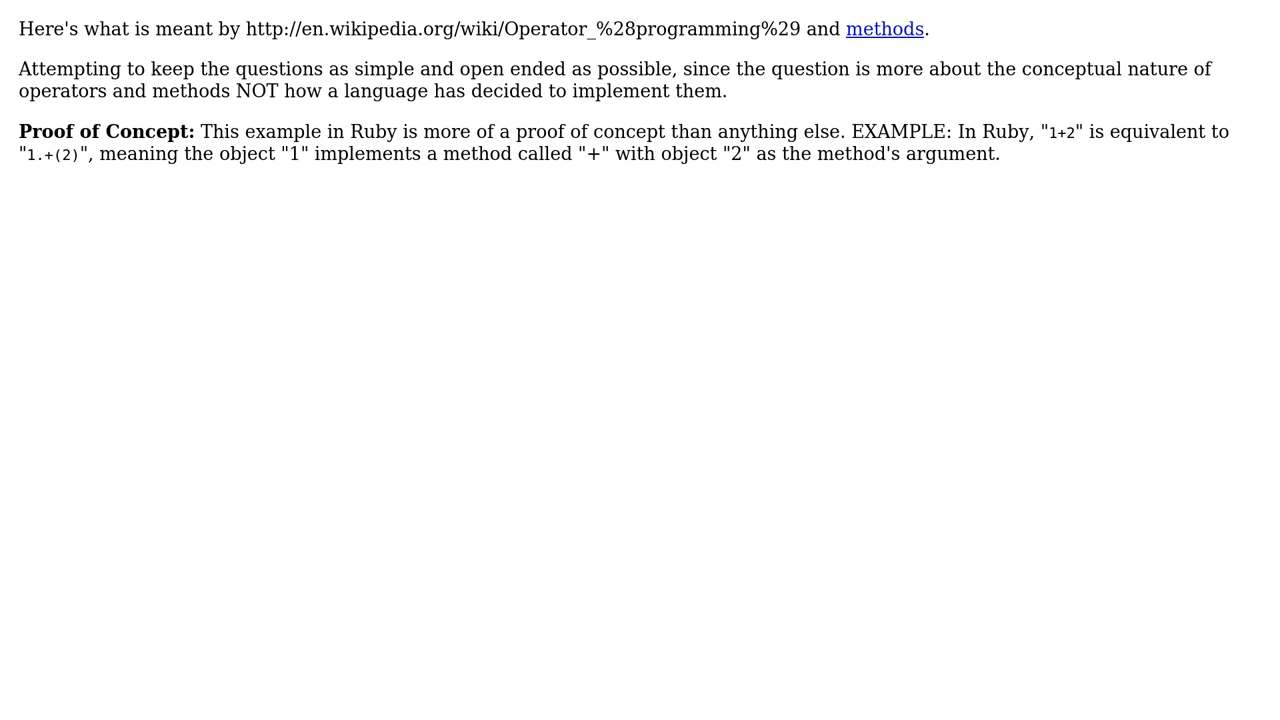 Here's what is meant by http://en.wikipedia.org/wiki/Operator_%28programming%29 and methods.
Attempting to keep the questions as simple and open ended as possible, since the question is more about the conceptual nature of
operators and methods NOT how a language has decided to implement them.
Proof of Concept: This example in Ruby is more of a proof of concept than anything else. EXAMPLE: In Ruby, "1+2" is equivalent to
"1.+(2)", meaning the object "1" implements a method called "+" with object "2" as the method's argument.